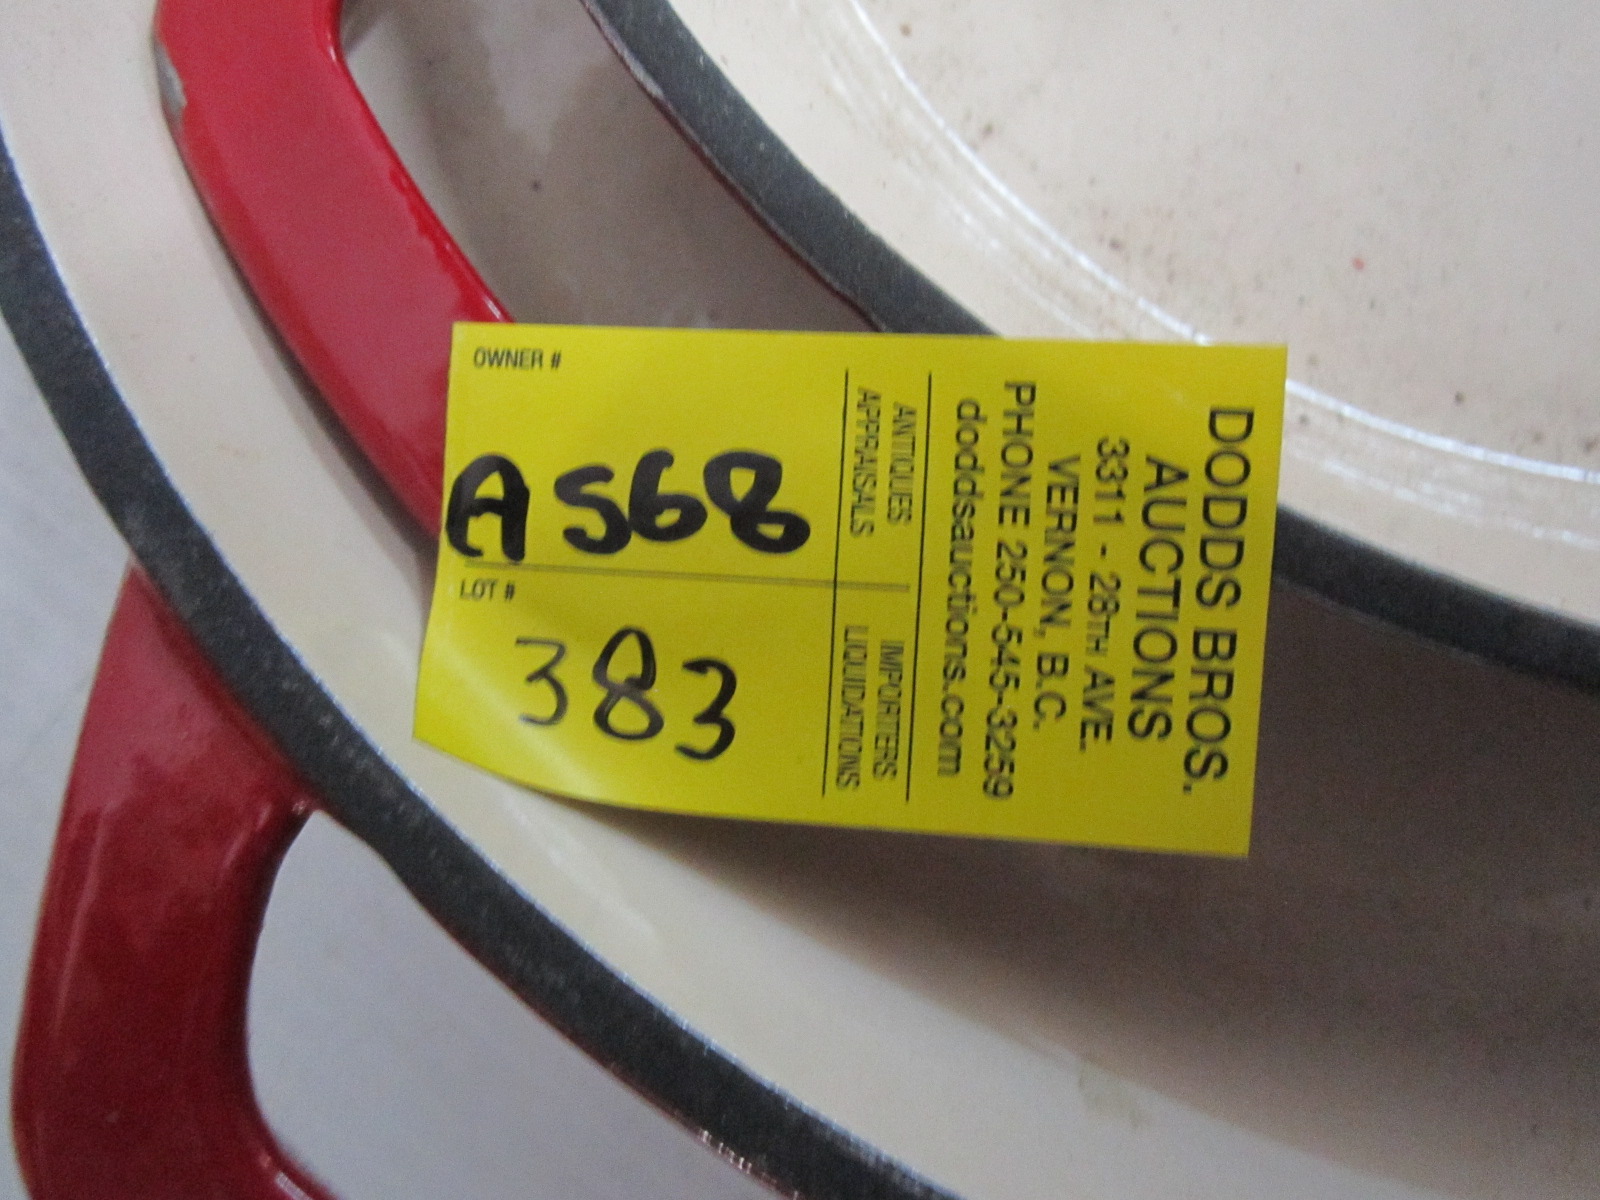 DODDS BROS.
AUCTIONS
3311 - 28TH AVE.
VERNON, B.C.
PHONE 250-545-3259
doddsauctions.com
ANTIQUES IMPORTERS
APPRAISALS LIQUIDATIONS
OWNER #
A568
LOT #
383